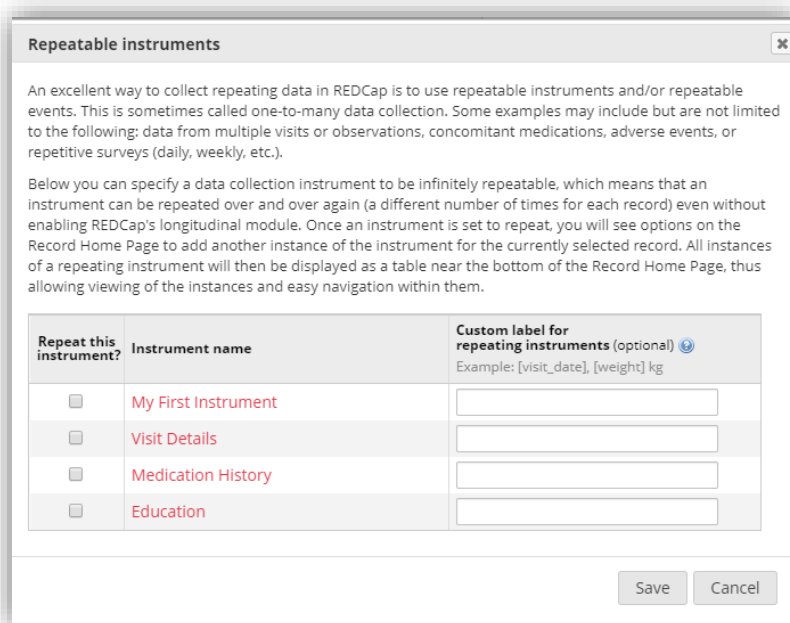 Repeatable instruments
An excellent way to collect repeating data in REDCap is to use repeatable instruments and/or repeatable
events. This is sometimes called one-to-many data collection. Some examples may include but are not limited
to the following: data from multiple visits or observations, concomitant medications, adverse events, or
repetitive surveys (daily, weekly, etc.).
Below you can specify a data collection instrument to be infinitely repeatable, which means that an
instrument can be repeated over and over again (a different number of times for each record) even without
enabling REDCap's longitudinal module. Once an instrument is set to repeat, you will see options on the
Record Home Page to add another instance of the instrument for the currently selected record. All instances
of a repeating instrument will then be displayed as a table near the bottom of the Record Home Page, thus
allowing viewing of the instances and easy navigation within them.
Repeat this
instrument?
Instrument name
Custom label for
repeating instruments (optional) ?
Example: [visit_date], [weight] kg
My First Instrument
Visit Details
Medication History
Education
Save Cancel